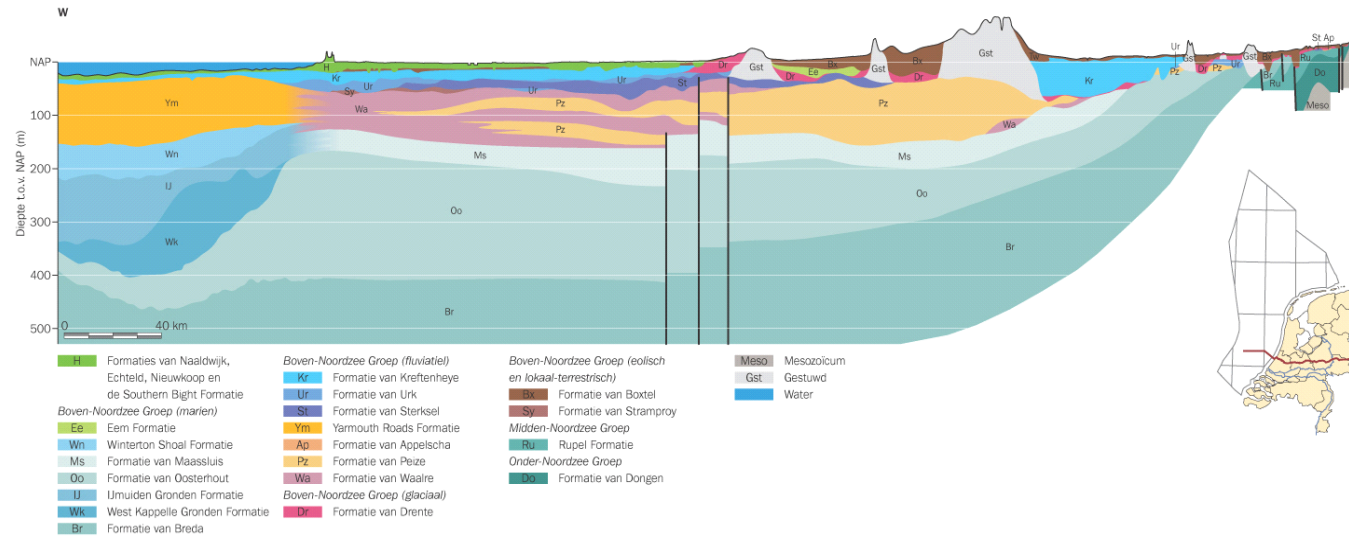 W
NAP
100
200
300
400
500
Diepte t.o.v. NAP (m)
0 40 km
H
Kr
Sy
Ur
Wa
Ym
Wn
IJ
Wk
Ur
Ur
St
Pz
Pz
Ms
Oo
Br
Dr
Gst
Dr
Ee
Bx
Gst
Bx
Dr
Gst
Pz
Wa
Ms
Oo
Br
Kr
Ur
Gst
Pz
Dr
Pz
Ur
Gst
Bx
Br
Ru
Ru
St Ap
Do
Meso
H Formaties van Naaldwijk,
Echteld, Nieuwkoop en
de Southern Bight Formatie
Boven-Noordzee Groep (marien)
Ee Eem Formatie
Wn Winterton Shoal Formatie
Ms Formatie van Maassluis
Oo Formatie van Oosterhout
IJ IJmuiden Gronden Formatie
Wk West Kappelle Gronden Formatie
Br Formatie van Breda
Boven-Noordzee Groep (fluviatiel)
Kr Formatie van Kreftenheye
Ur Formatie van Urk
St Formatie van Sterksel
Ym Yarmouth Roads Formatie
Ap Formatie van Appelscha
Pz Formatie van Peize
Wa Formatie van Waalre
Boven-Noordzee Groep (glaciaal)
Dr Formatie van Drente
Boven-Noordzee Groep (eolisch
en lokaal-terrestrisch)
Bx Formatie van Boxtel
Sy Formatie van Stramproy
Midden-Noordzee Groep
Ru Rupel Formatie
Onder-Noordzee Groep
Do Formatie van Dongen
Meso Mesozoïcum
Gst Gestuwd
Water